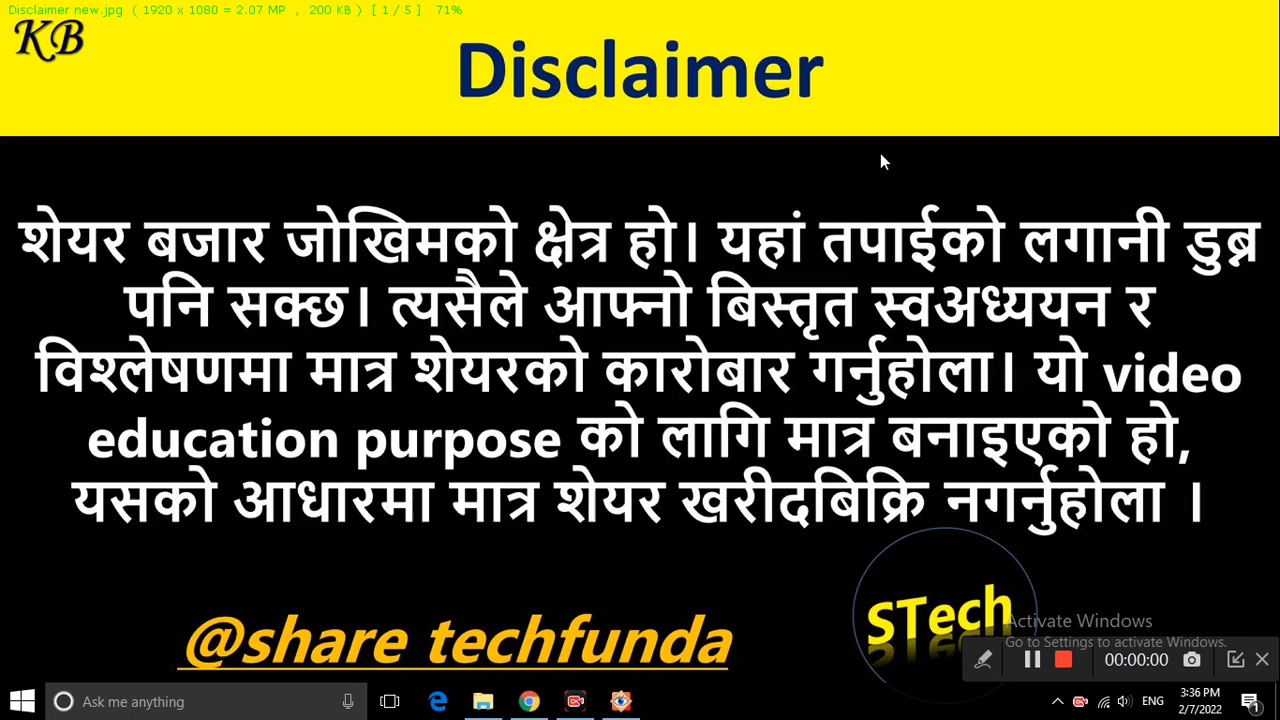 Disclaimer new.jpg ( 1920 x 1080 = 2.07 MP , 200 KB ) [ 1 / 5 ] 71%
KB
Disclaimer
शेयर बजार जोखिमको क्षेत्र हो। यहां तपाईको लगानी डुब्न
पनि सक्छ। त्यसैले आफ्नो बिस्तृत स्वअध्ययन र
विश्लेषणमा मात्र शेयरको कारोबार गर्नुहोला। यो video
education purpose को लागि मात्र बनाइएको हो,
यसको आधारमा मात्र शेयर खरीदबिक्रि नगर्नुहोला ।
@share techfunda
STech
Activate Windows
Go to Settings to activate Windows.
00:00:00
Ask me anything
ENG
3:36 PM
2/7/2022
1